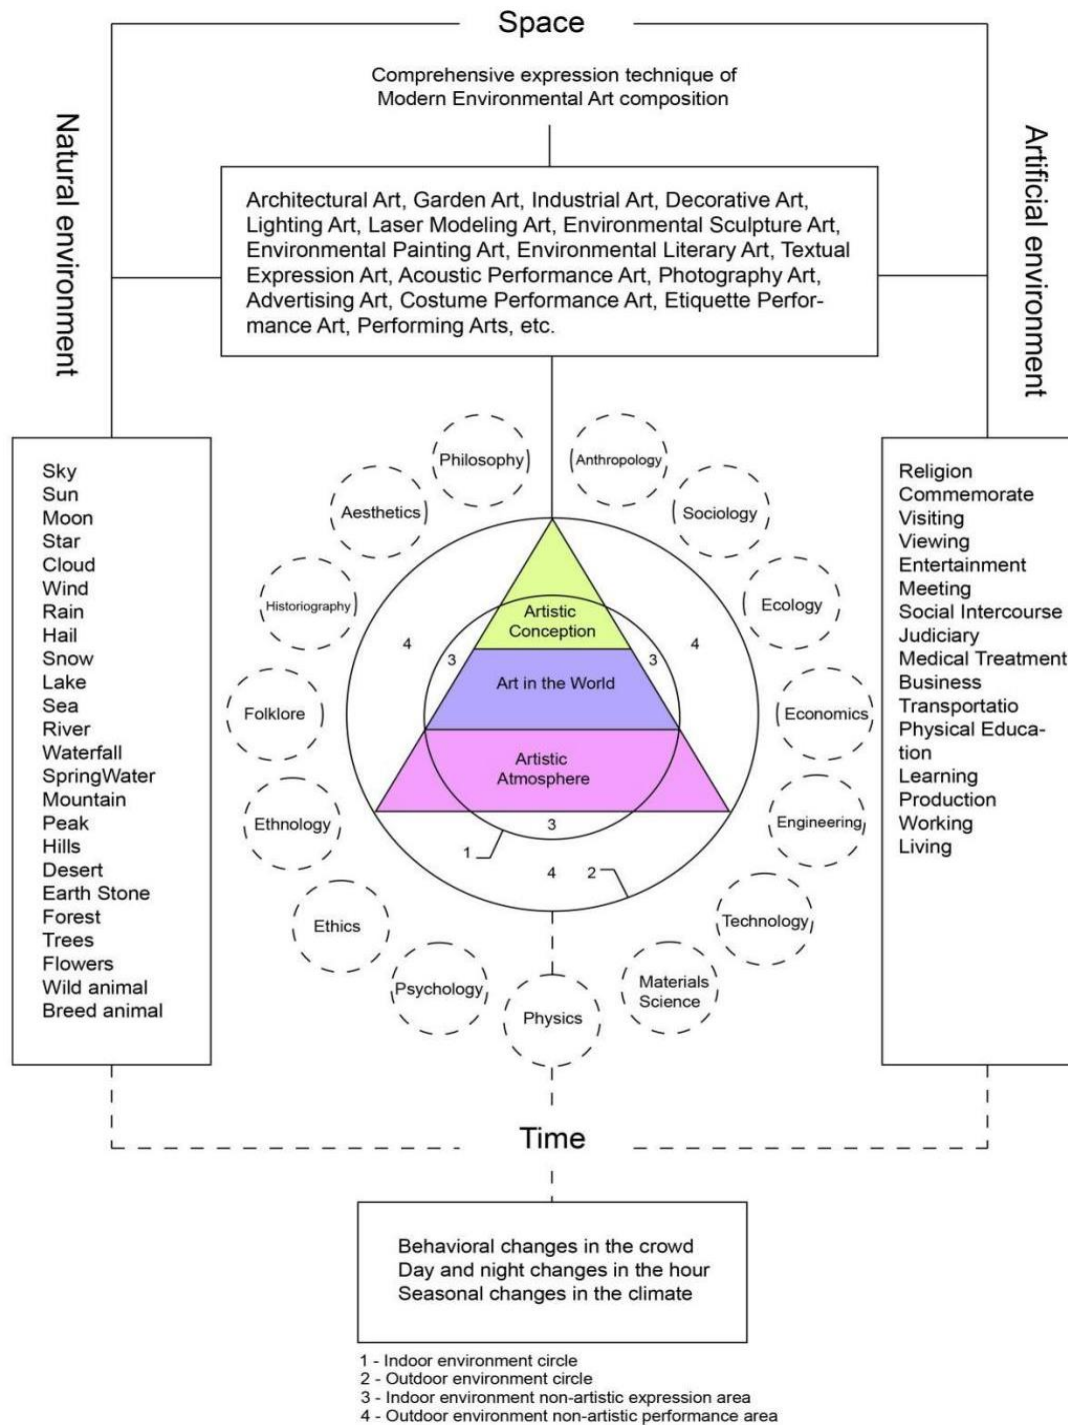 Space
Comprehensive expression technique of
Modern Environmental Art composition
Natural environment
Artificial environment
Architectural Art, Garden Art, Industrial Art, Decorative Art,
Lighting Art, Laser Modeling Art, Environmental Sculpture Art,
Environmental Painting Art, Environmental Literary Art, Textual
Expression Art, Acoustic Performance Art, Photography Art,
Advertising Art, Costume Performance Art, Etiquette Perfor-
mance Art, Performing Arts, etc.
Sky
Sun
Moon
Star
Cloud
Wind
Rain
Hail
Snow
Lake
Sea
River
Waterfall
SpringWater
Mountain
Peak
Hills
Desert
Earth Stone
Forest
Trees
Flowers
Wild animal
Breed animal
Philosophy
Anthropology
Aesthetics
Sociology
Historiography
Ecology
Folklore
Economics
Ethnology
Engineering
Ethics
Technology
Psychology
Materials
Science
Physics
Artistic
Conception
Art in the World
Artistic
Atmosphere
4
3
3
4
3
1
4
2
Religion
Commemorate
Visiting
Viewing
Entertainment
Meeting
Social Intercourse
Judiciary
Medical Treatment
Business
Transportatio
Physical Educa-
tion
Learning
Production
Working
Living
Time
Behavioral changes in the crowd
Day and night changes in the hour
Seasonal changes in the climate
1 - Indoor environment circle
2 - Outdoor environment circle
3 - Indoor environment non-artistic expression area
4 - Outdoor environment non-artistic performance area